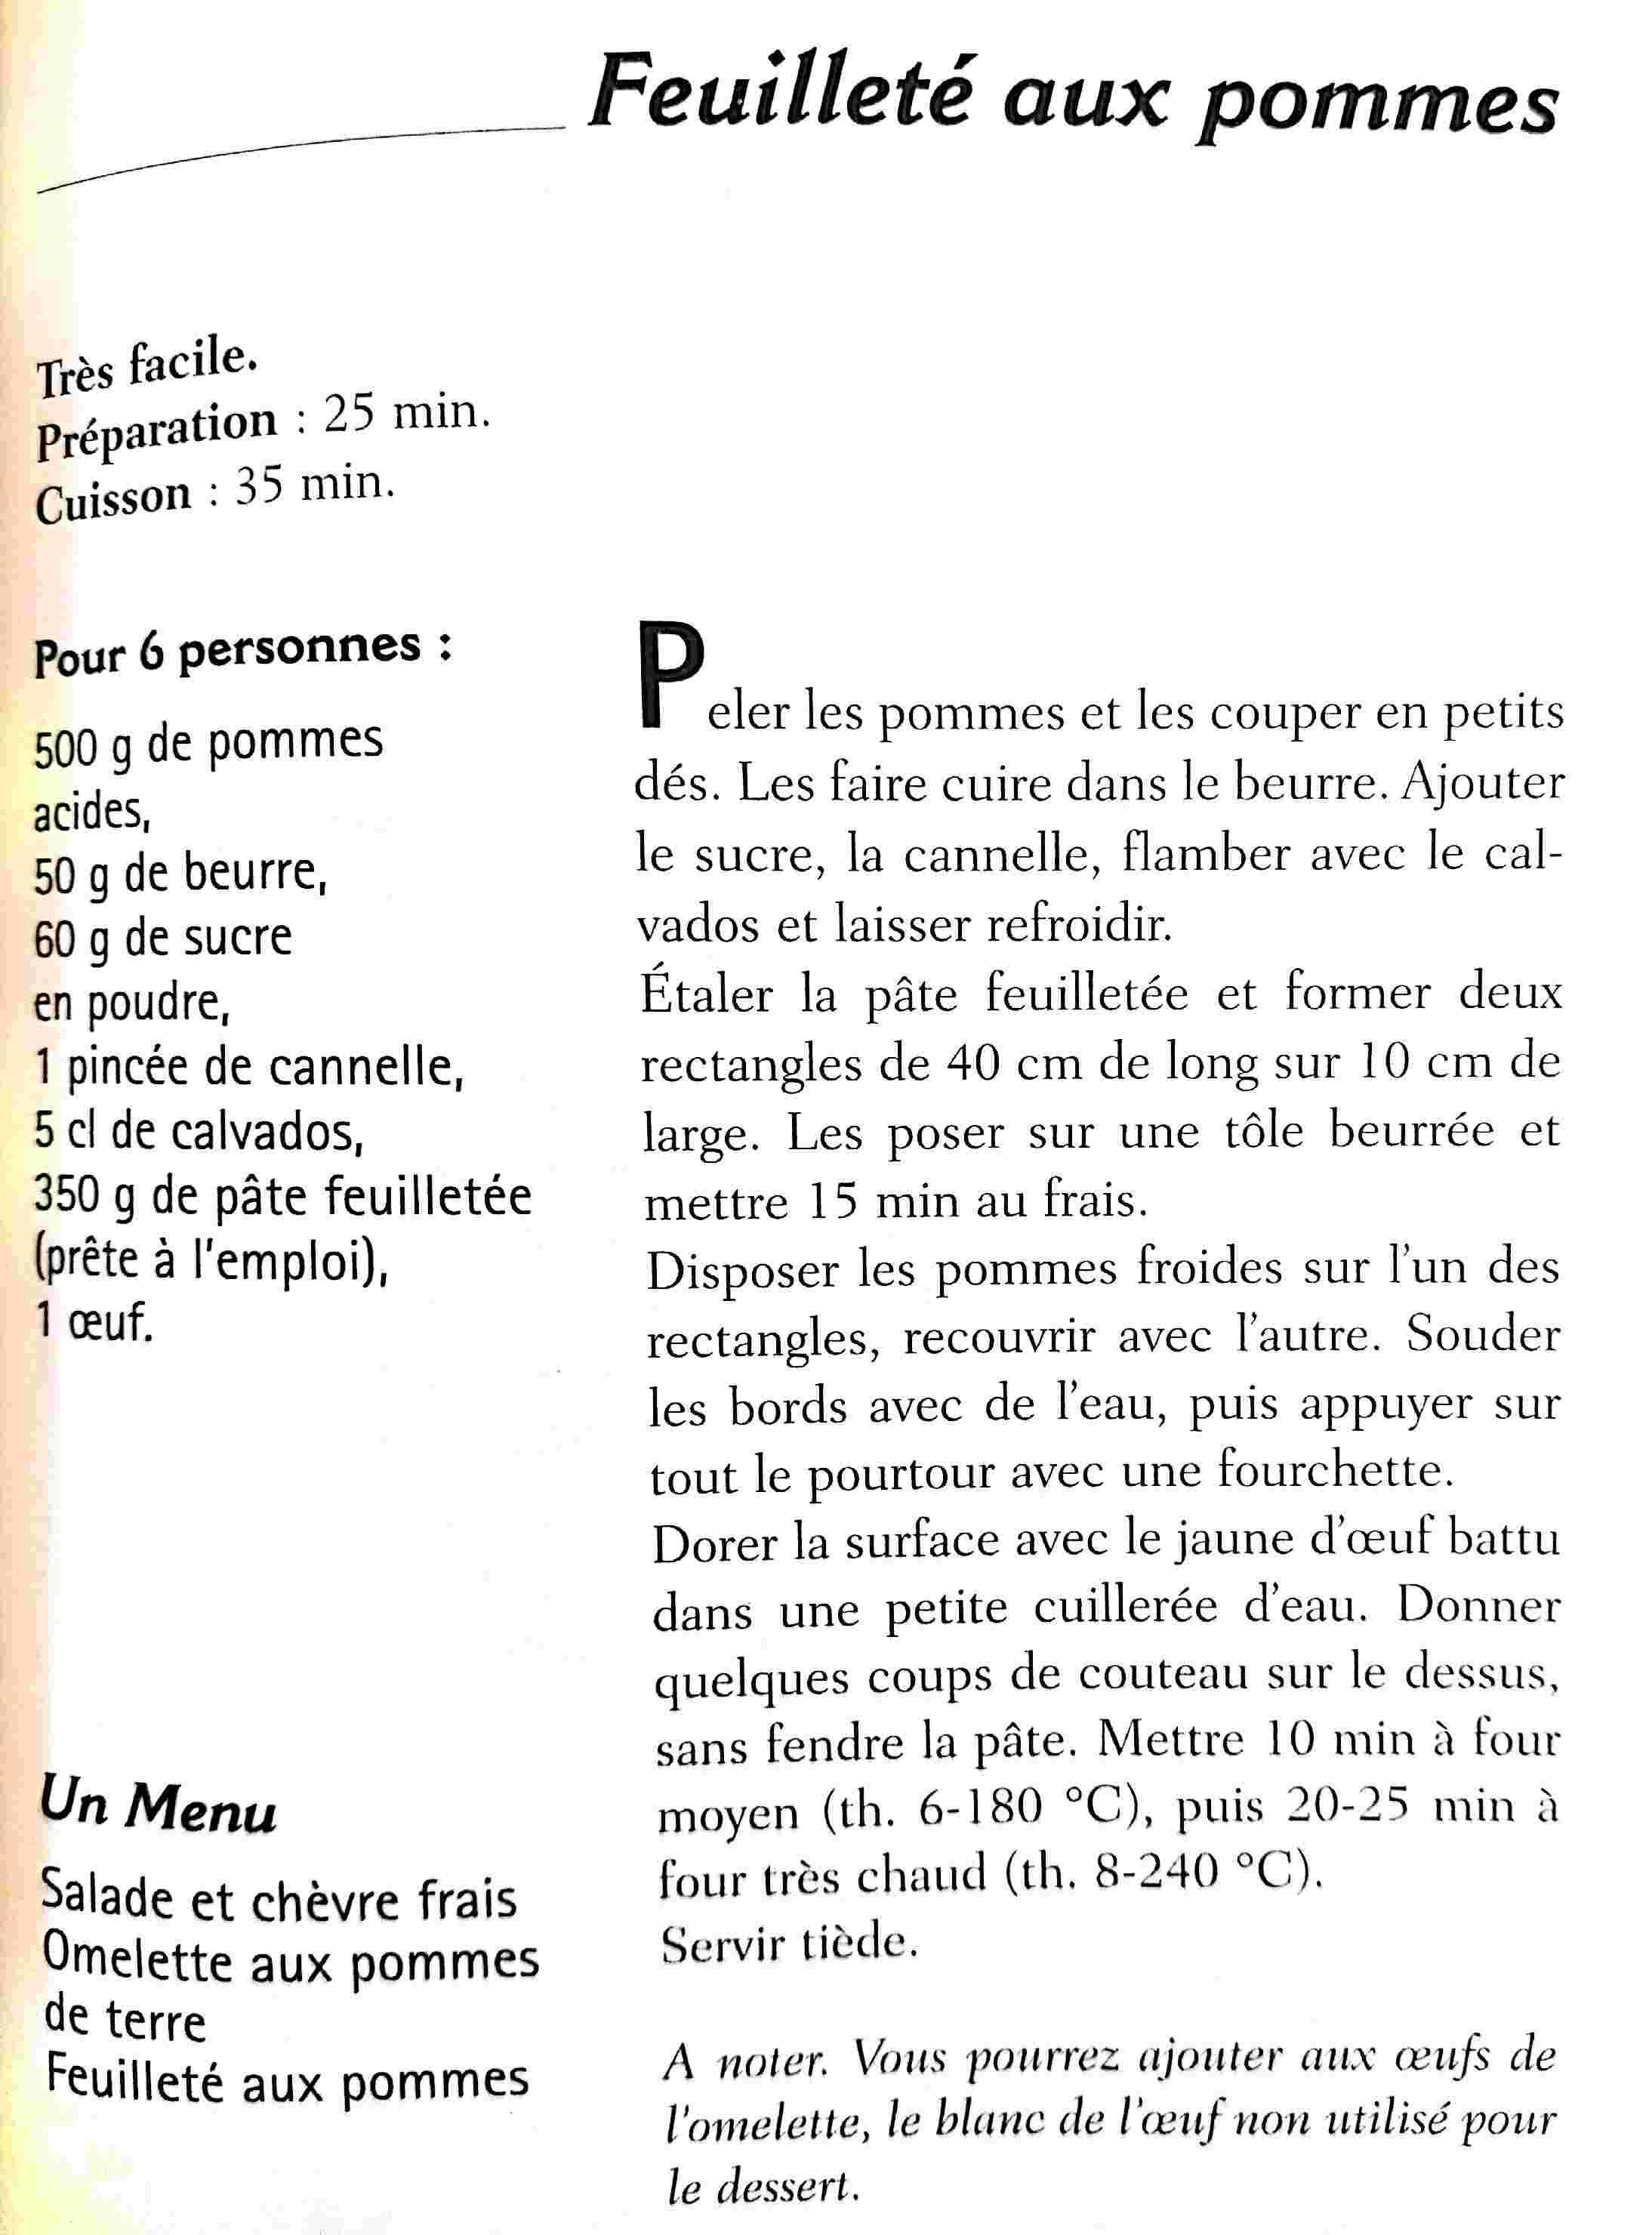 Feuilleté aux pommes
Très facile.
Préparation : 25 min.
Cuisson : 35 min.
Pour 6 personnes :
500 g de pommes
acides,
50 g de beurre,
60 g de sucre
en poudre,
1 pincée de cannelle,
5 cl de calvados,
350 g de pâte feuilletée
(prête à l'emploi),
1 œuf.
Un Menu
Salade et chèvre frais
Omelette aux pommes
de terre
Feuilleté aux pommes
Peler les pommes et les couper en petits
dés. Les faire cuire dans le beurre. Ajouter
le sucre, la cannelle, flamber avec le cal-
vados et laisser refroidir.
Étaler la pâte feuilletée et former deux
rectangles de 40 cm de long sur 10 cm de
large. Les poser sur une tôle beurrée et
mettre 15 min au frais.
Disposer les pommes froides sur l'un des
rectangles, recouvrir avec l'autre. Souder
les bords avec de l'eau, puis appuyer sur
tout le pourtour avec une fourchette.
Dorer la surface avec le jaune d'œuf battu
dans une petite cuillerée d'eau. Donner
quelques coups de couteau sur le dessus,
sans fendre la pâte. Mettre 10 min à four
moyen (th. 6-180 °C), puis 20-25 min à
four très chaud (th. 8-240 °C).
Servir tiède.
A noter. Vous pourrez ajouter aux œufs de
l'omelette, le blanc de l'œuf non utilisé pour
le dessert.